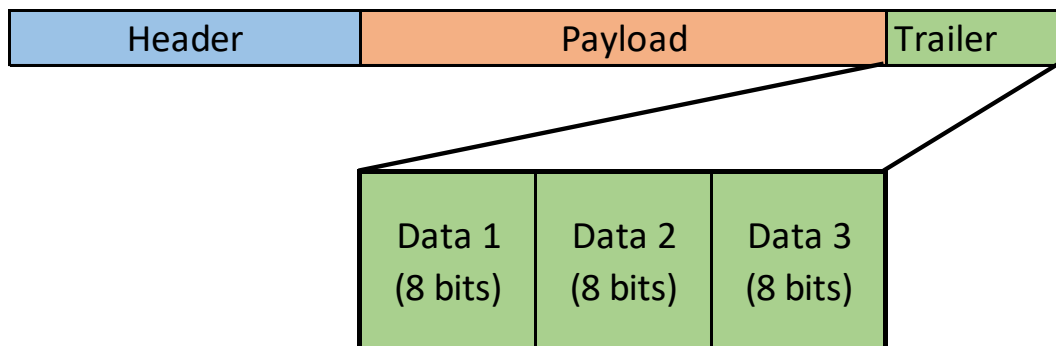 Header Payload Trailer
Data 1 Data 2 Data 3
(8 bits) (8 bits) (8 bits)